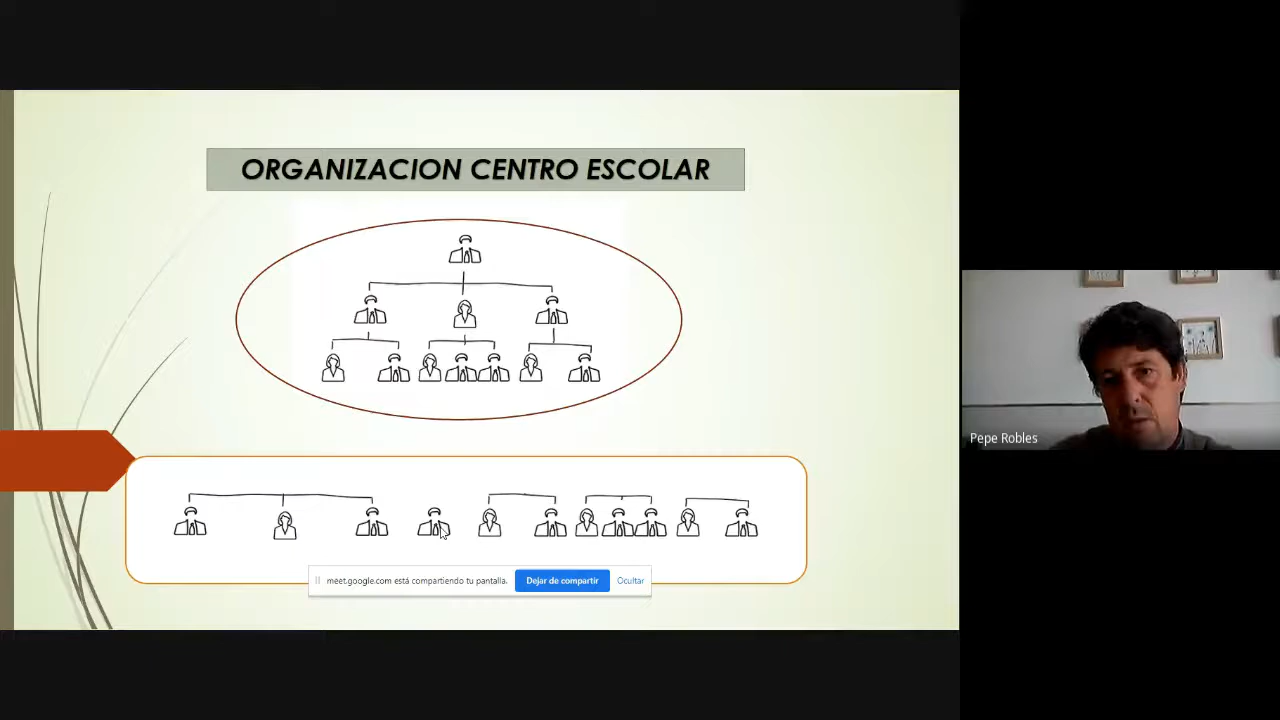 ORGANIZACION CENTRO ESCOLAR
Pepe Robles
meet.google.com está compartiendo tu pantalla.
Dejar de compartir
Ocultar